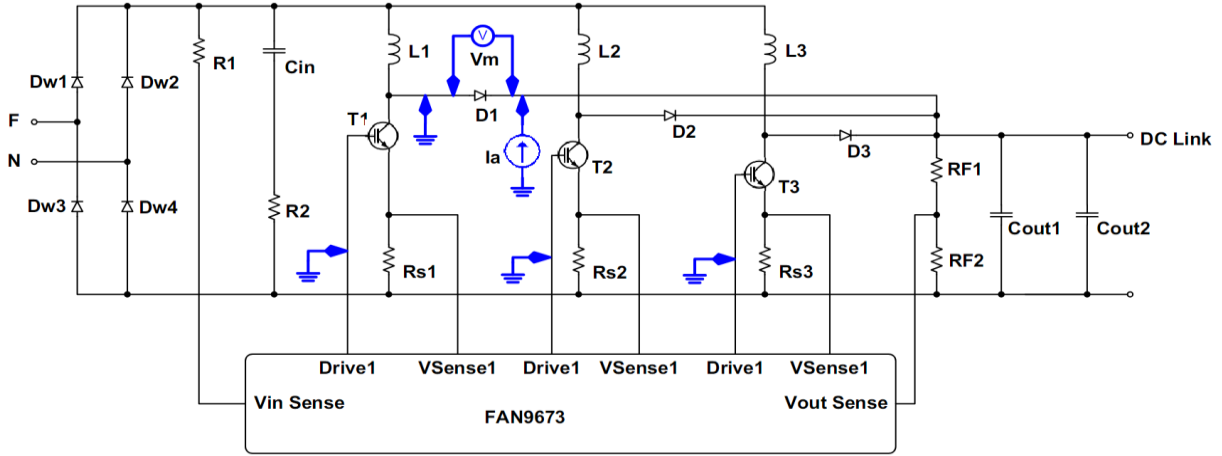 L1
V
Vm
L2
L3
R1
Cin
Dw1
Dw2
F
T1
D1
D2
D3
DC Link
N
Ia
T2
T3
RF1
Dw3
Dw4
R2
Cout1
Cout2
Rs1
Rs2
Rs3
RF2
Drive1
VSense1
Drive1
VSense1
Drive1
VSense1
Vin Sense
FAN9673
Vout Sense